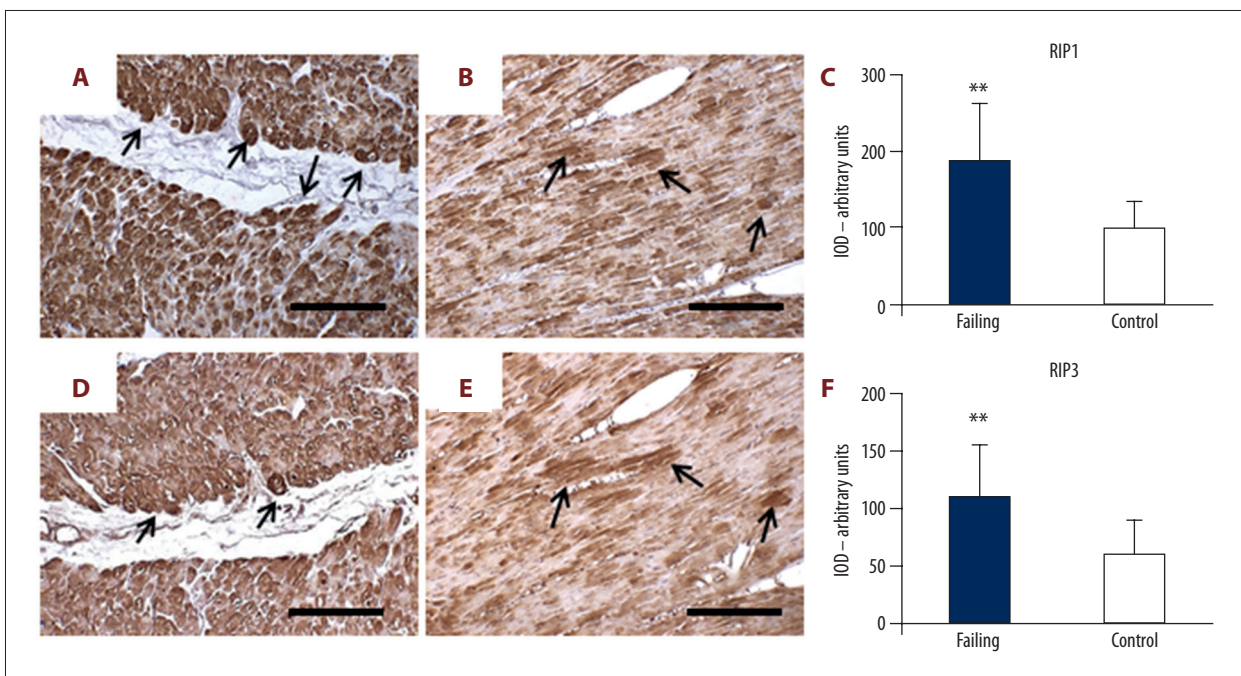 A
B
C
RIP1
300
**
200
100
0
IOD – arbitrary units
Failing
Control
D
E
F
RIP3
200
**
150
100
50
0
IOD – arbitrary units
Failing
Control